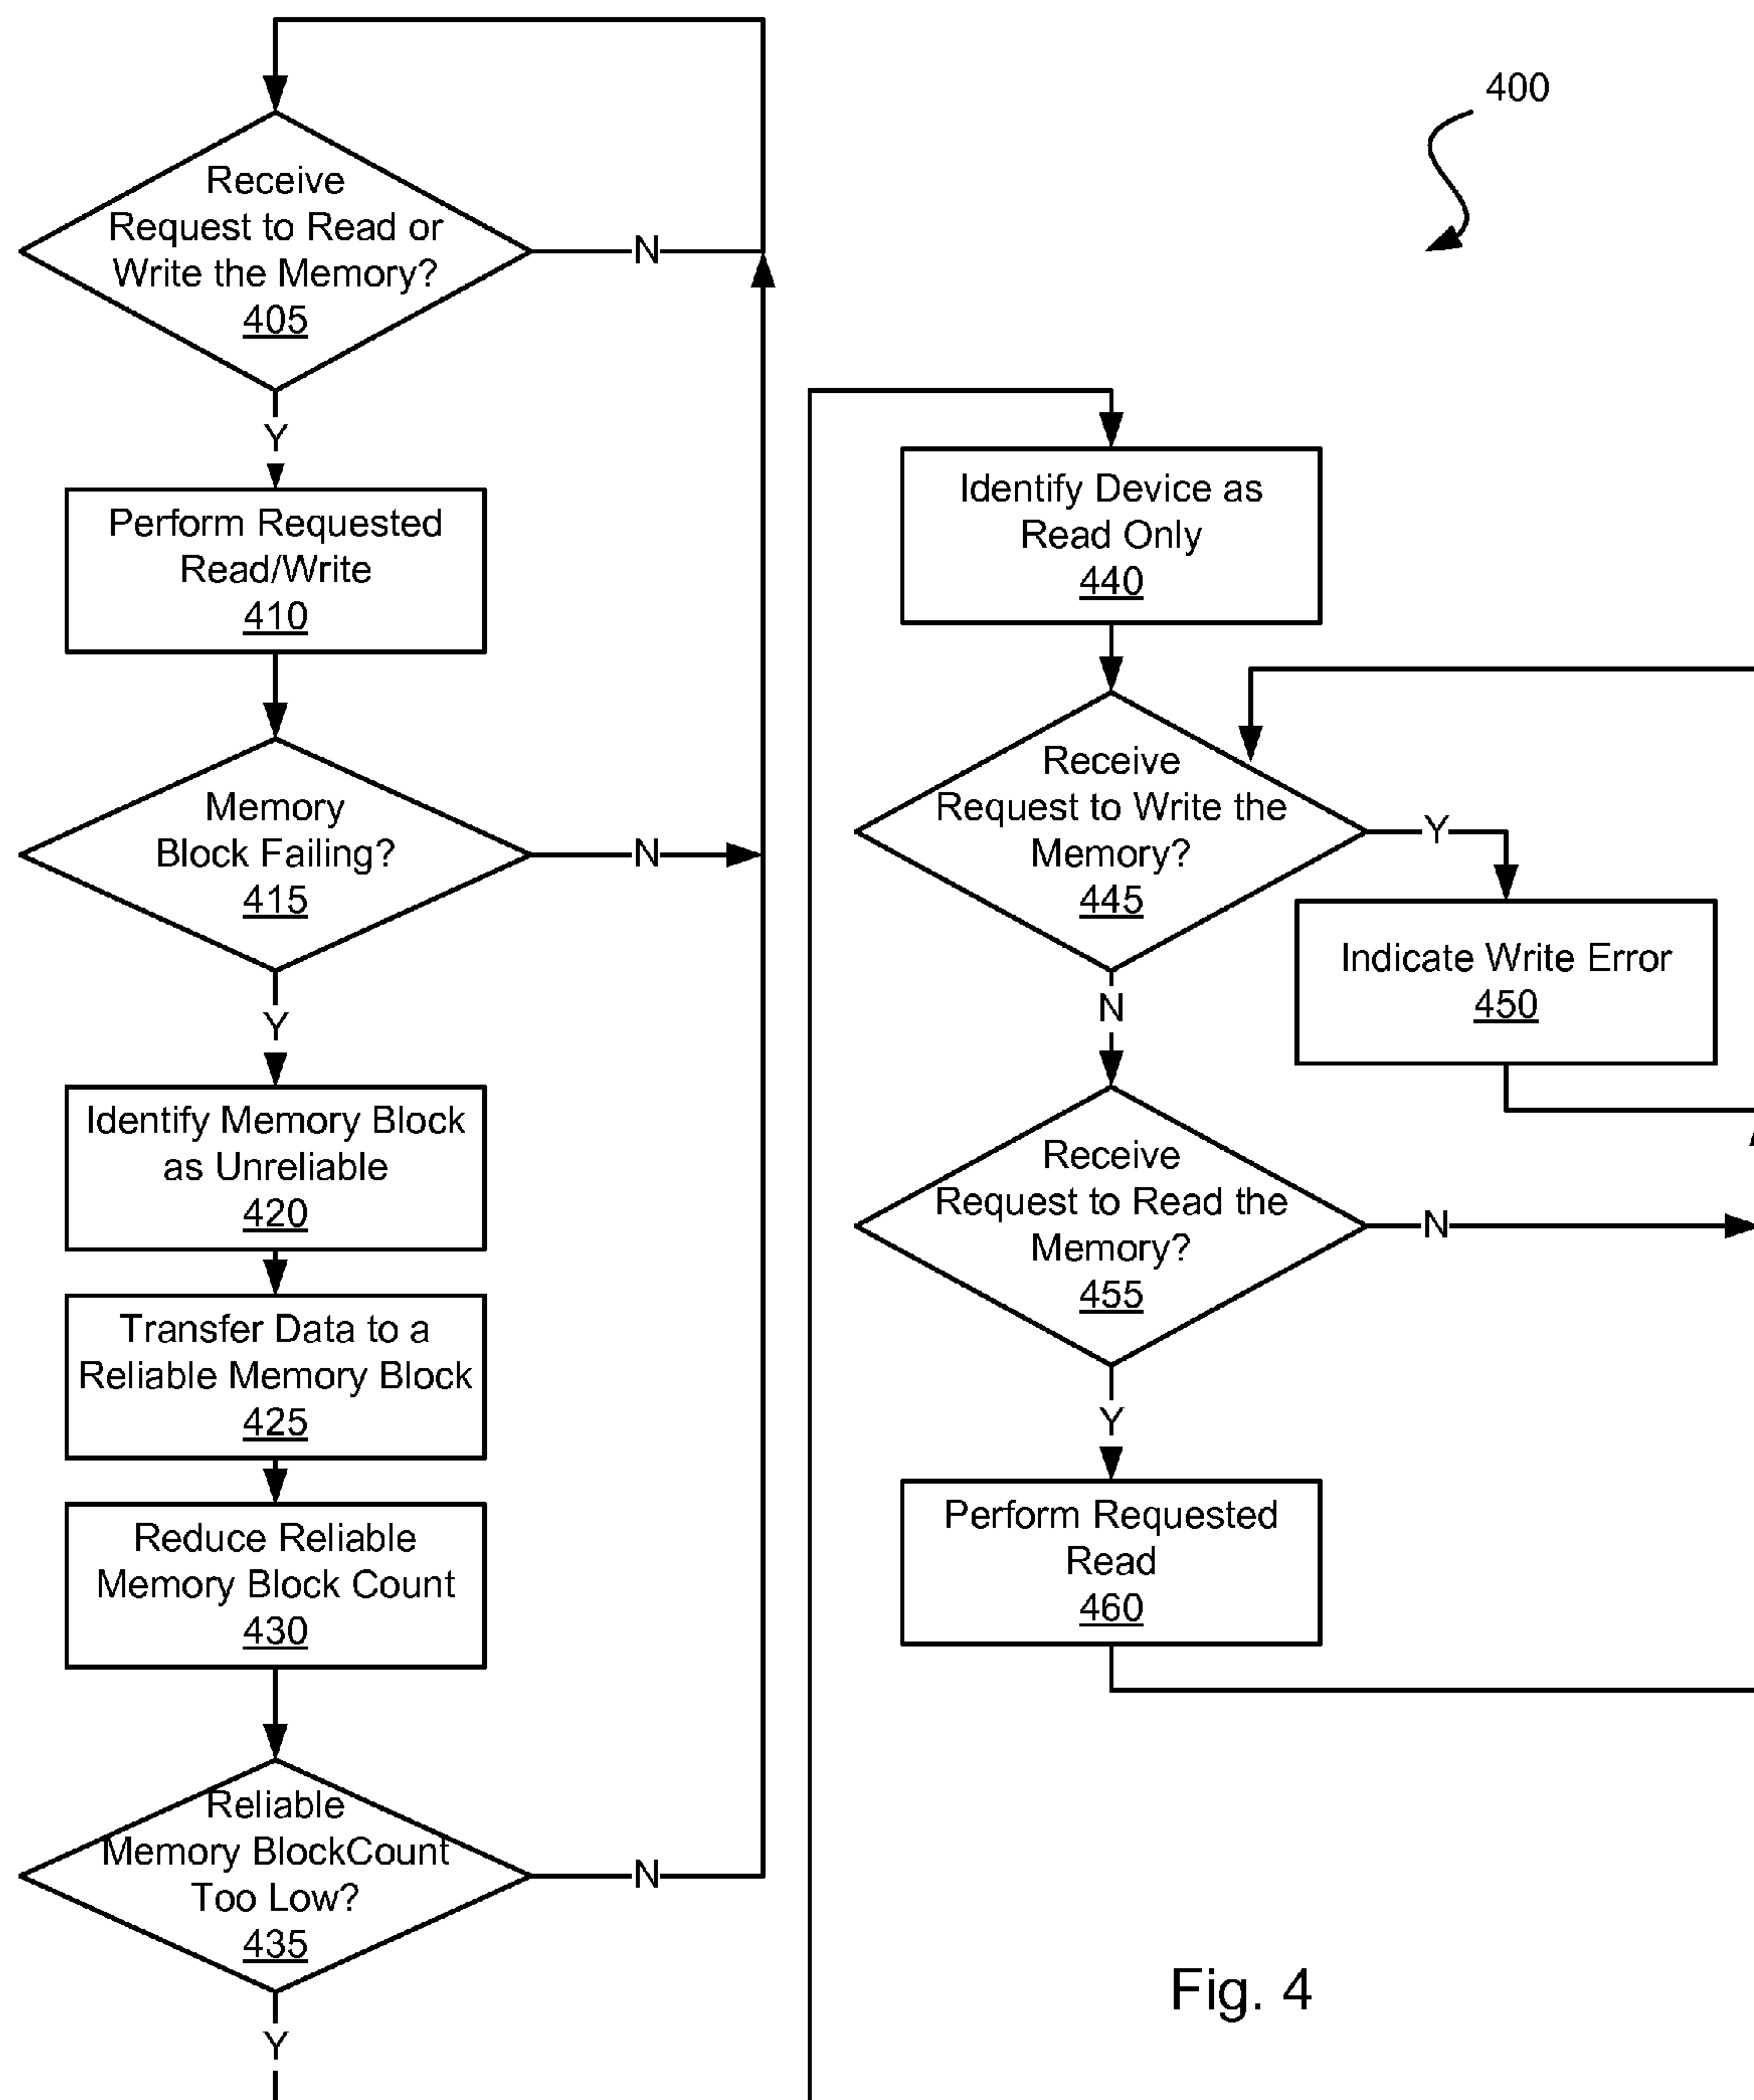 400
Receive
Request to Read or
Write the Memory?
405
N
Y
Perform Requested
Read/Write
410
Memory
Block Failing?
415
N
Y
Identify Memory Block
as Unreliable
420
Transfer Data to a
Reliable Memory Block
425
Reduce Reliable
Memory Block Count
430
Reliable
Memory BlockCount
Too Low?
435
N
Y
Identify Device as
Read Only
440
Receive
Request to Write the
Memory?
445
Y
N
Indicate Write Error
450
Receive
Request to Read the
Memory?
455
N
Y
Perform Requested
Read
460
Fig. 4